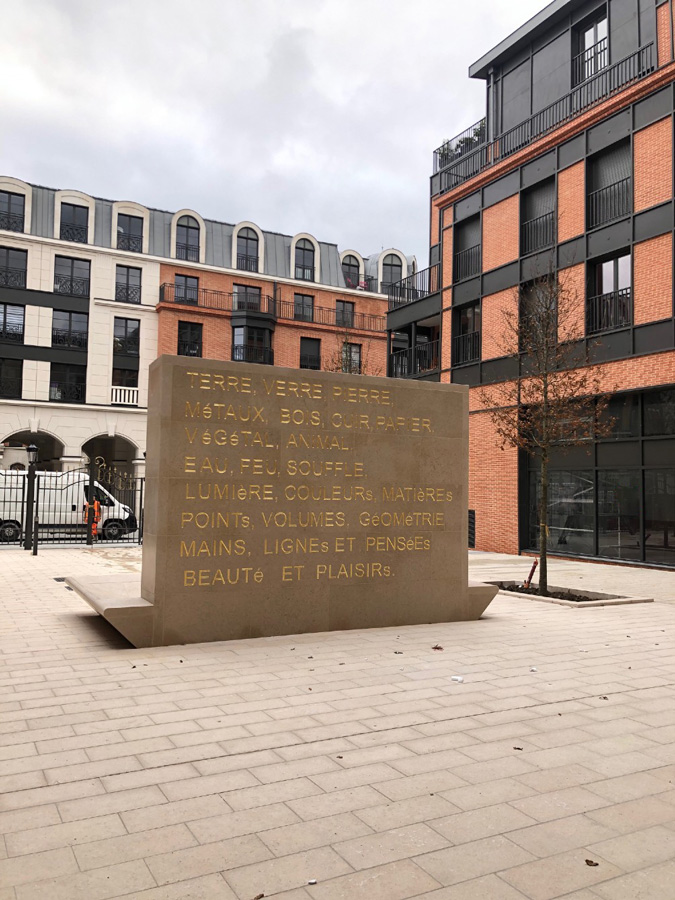 TERRE, VERRE, PIERRE,
MéTAUX, BOIS, CUIR, PAPIER,
VéGéTAL, ANIMAL,
EAU, FEU, SOUFFLE,
LUMIèRE, COULEURs, MATIèREs
POINTs, VOLUMES, GéOMéTRIE,
MAINS, LIGNEs ET PENSéEs
BEAUTé ET PLAISIRs.